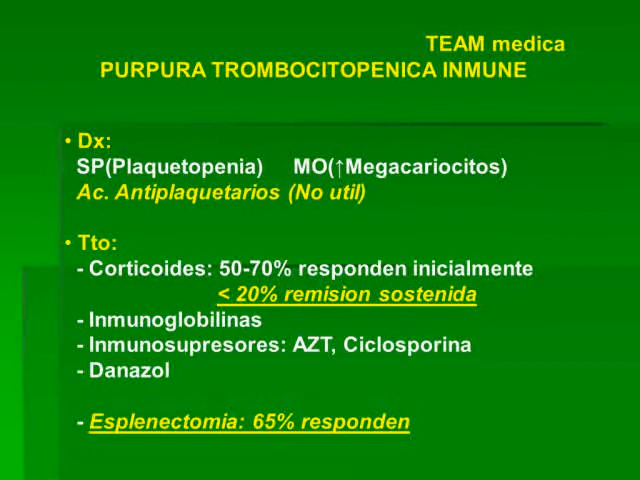 TEAM medica
PURPURA TROMBOCITOPENICA INMUNE
• Dx:
SP(Plaquetopenia) MO(↑Megacariocitos)
Ac. Antiplaquetarios (No util)
• Tto:
- Corticoides: 50-70% responden inicialmente
< 20% remision sostenida
- Inmunoglobilinas
- Inmunosupresores: AZT, Ciclosporina
- Danazol
- Esplenectomia: 65% responden